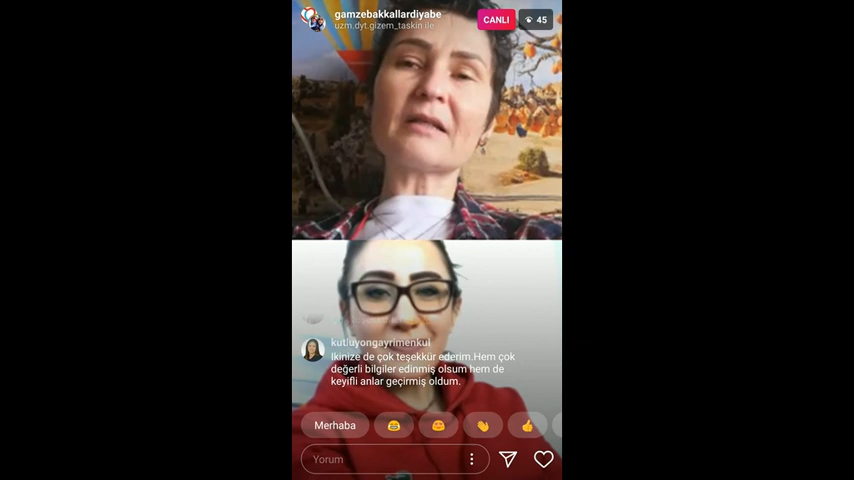 gamzebakkallardiyabe
uzm.dyt.gizem_taskin ile
CANLI
45
kutluyongayrimenkul
Ikinize de çok teşekkür ederim.Hem çok
değerli bilgiler edinmiş olsum hem de
keyifli anlar geçirmiş oldum.
Merhaba
Yorum